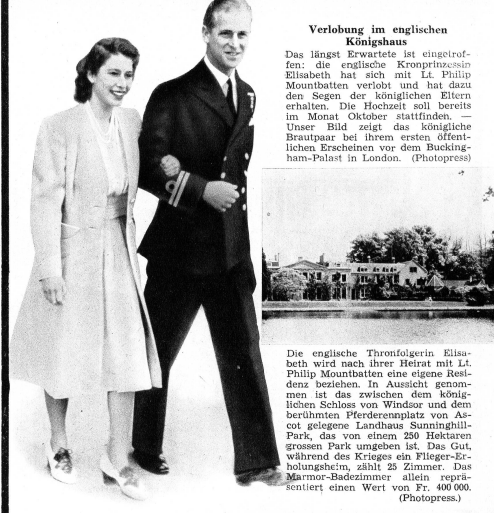 Verlobung im englischen
Königshaus
Das längst Erwartete ist eingetrof-
fen: die englische Kronprinzessin
Elisabeth hat sich mit Lt. Philip
Mountbatten verlobt und hat dazu
den Segen der königlichen Eltern
erhalten. Die Hochzeit soll bereits
im Monat Oktober stattfinden. —
Unser Bild zeigt das königliche
Brautpaar bei ihrem ersten öffent-
lichen Erscheinen vor dem Bucking-
ham-Palast in London. (Photopress)
Die englische Thronfolgerin Elisa-
beth wird nach ihrer Heirat mit Lt.
Philip Mountbatten eine eigene Resi-
denz beziehen. In Aussicht genom-
men ist das zwischen dem könig-
lichen Schloss von Windsor und dem
berühmten Pferderennplatz von As-
cot gelegene Landhaus Sunninghill-
Park, das von einem 250 Hektaren
grossen Park umgeben ist. Das Gut,
während des Krieges ein Flieger-Er-
holungsheim, zählt 25 Zimmer. Das
Marmor-Badezimmer allein reprä-
sentiert einen Wert von Fr. 400 000.
(Photopress.)